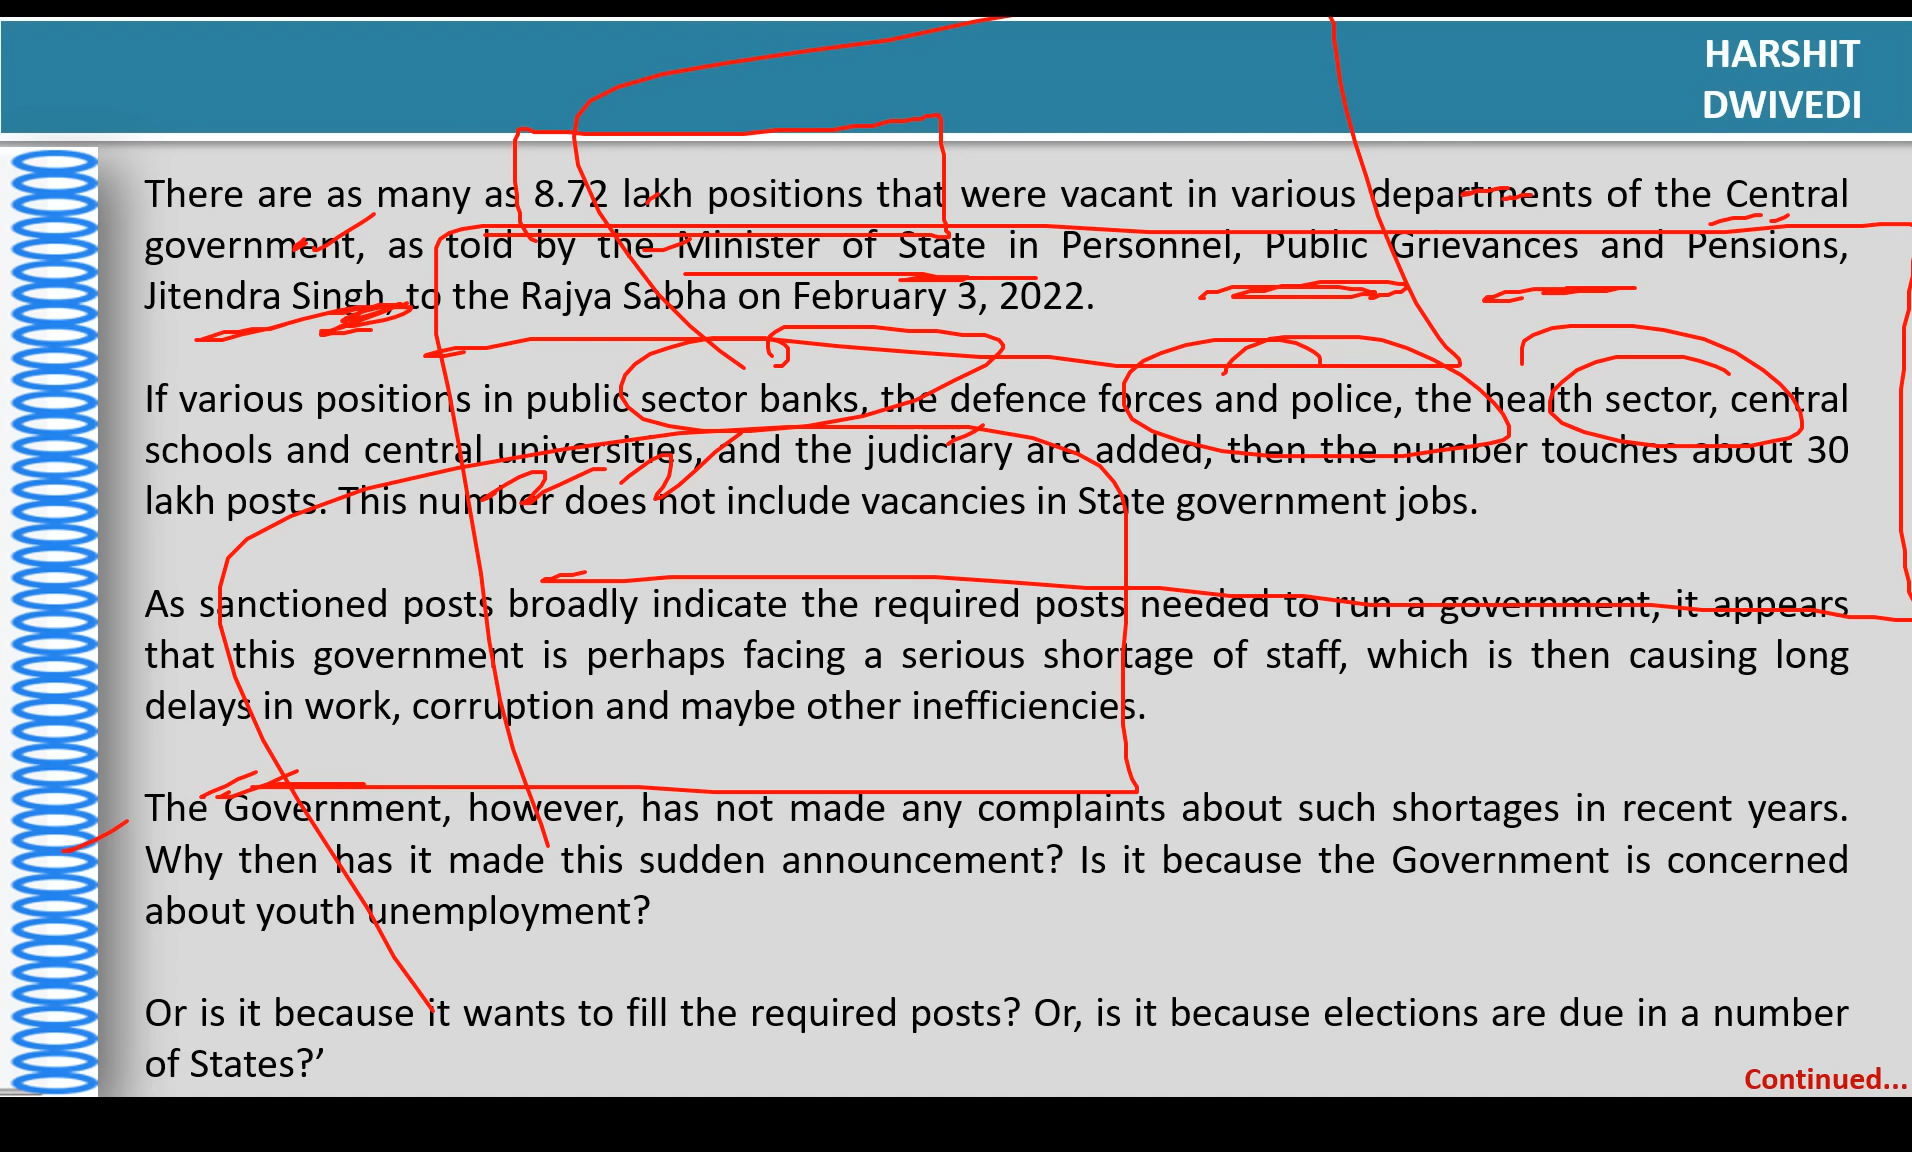 HARSHIT
DWIVEDI
There are as many as 8.72 lakh positions that were vacant in various departments of the Central
government, as told by the Minister of State in Personnel, Public Grievances and Pensions,
Jitendra Singh, to the Rajya Sabha on February 3, 2022.
If various positions in public sector banks, the defence forces and police, the health sector, central
schools and central universities, and the judiciary are added, then the number touches about 30
lakh posts. This number does not include vacancies in State government jobs.
As sanctioned posts broadly indicate the required posts needed to run a government, it appears
that this government is perhaps facing a serious shortage of staff, which is then causing long
delays in work, corruption and maybe other inefficiencies.
The Government, however, has not made any complaints about such shortages in recent years.
Why then has it made this sudden announcement? Is it because the Government is concerned
about youth unemployment?
Or is it because it wants to fill the required posts? Or, is it because elections are due in a number
of States?’
Continued...